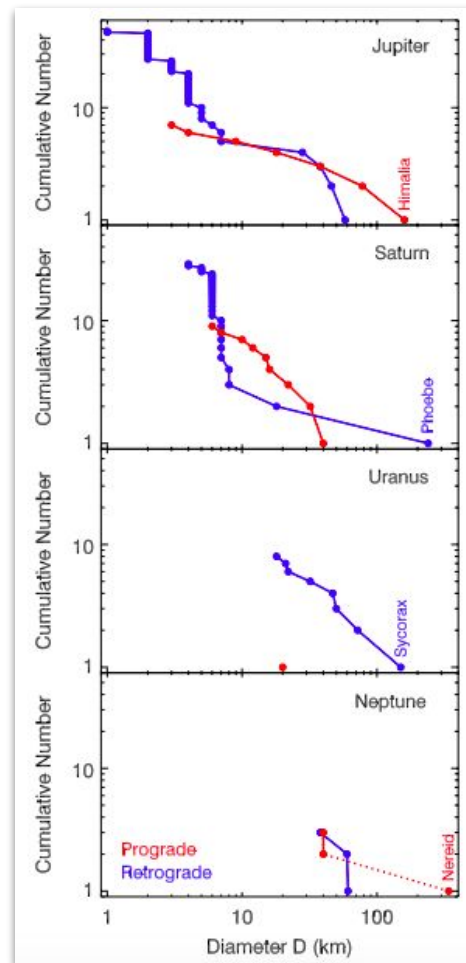 Jupiter
Cumulative Number
10
1
Himalia
Saturn
Cumulative Number
10
1
Phoebe
Uranus
Cumulative Number
10
1
Sycorax
Neptune
Cumulative Number
10
1
Nereid
Prograde
Retrograde
1 10 100
Diameter D (km)